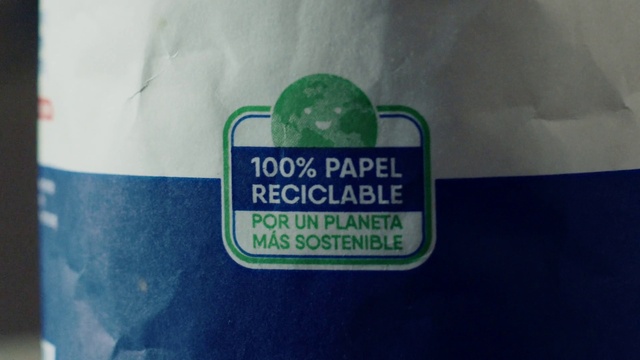 100% PAPEL
RECICLABLE
POR UN PLANETA
MÁS SOSTENIBLE